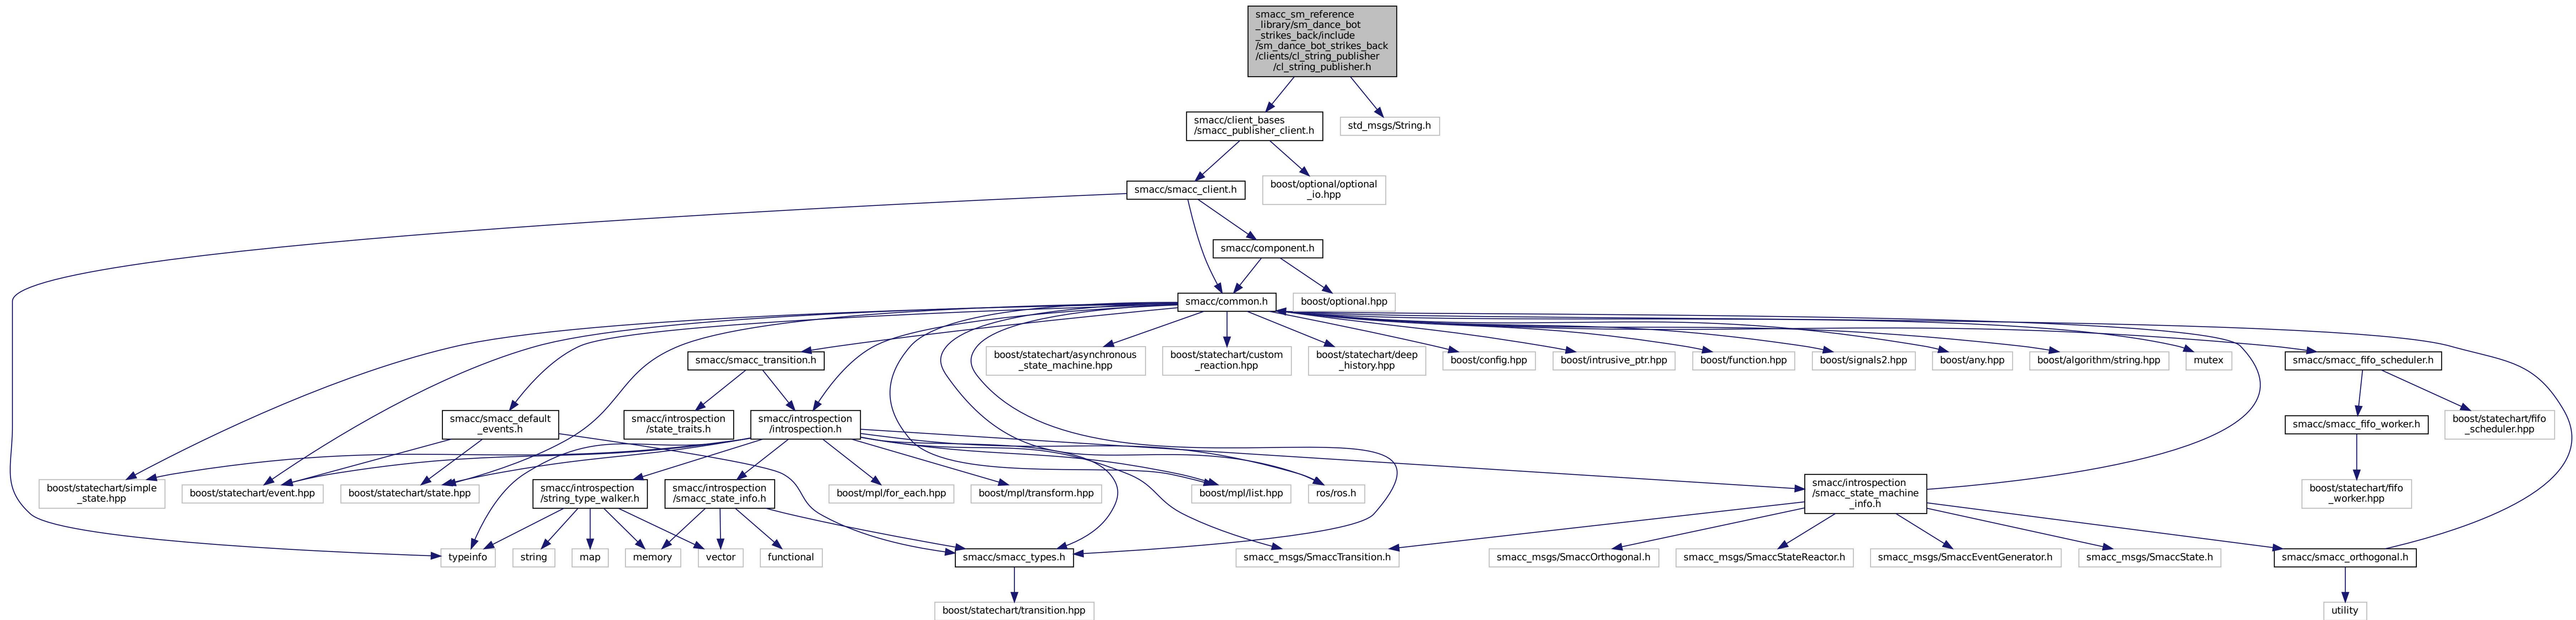 smacc_sm_reference
_library/sm_dance_bot
_strikes_back/include
/sm_dance_bot_strikes_back
/clients/cl_string_publisher
/cl_string_publisher.h
smacc/client_bases
/smacc_publisher_client.h
std_msgs/String.h
smacc/smacc_client.h
boost/optional/optional
_io.hpp
smacc/component.h
smacc/common.h
boost/optional.hpp
smacc/smacc_transition.h
boost/statechart/asynchronous
_state_machine.hpp
boost/statechart/custom
_reaction.hpp
boost/statechart/deep
_history.hpp
boost/config.hpp
boost/intrusive_ptr.hpp
boost/function.hpp
boost/signals2.hpp
boost/any.hpp
boost/algorithm/string.hpp
mutex
smacc/smacc_fifo_scheduler.h
smacc/smacc_default
_events.h
smacc/introspection
/state_traits.h
smacc/introspection
/introspection.h
smacc/smacc_fifo_worker.h
boost/statechart/fifo
_scheduler.hpp
boost/statechart/simple
_state.hpp
boost/statechart/event.hpp
boost/statechart/state.hpp
smacc/introspection
/string_type_walker.h
smacc/introspection
/smacc_state_info.h
boost/mpl/for_each.hpp
boost/mpl/transform.hpp
boost/mpl/list.hpp
ros/ros.h
smacc/introspection
/smacc_state_machine
_info.h
boost/statechart/fifo
_worker.hpp
typeinfo
string
map
memory
vector
functional
smacc/smacc_types.h
smacc_msgs/SmaccTransition.h
smacc_msgs/SmaccOrthogonal.h
smacc_msgs/SmaccStateReactor.h
smacc_msgs/SmaccEventGenerator.h
smacc_msgs/SmaccState.h
smacc/smacc_orthogonal.h
boost/statechart/transition.hpp
utility